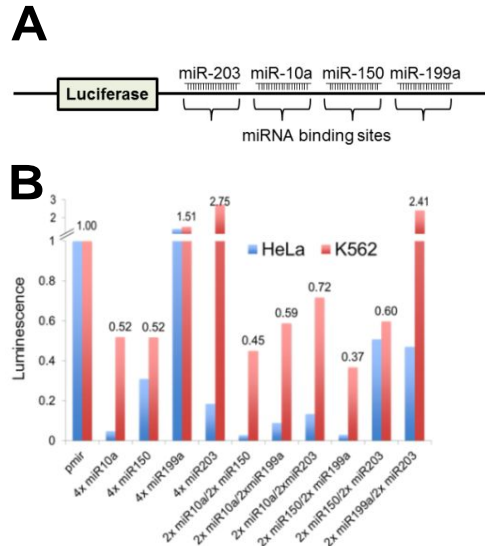 A
miR-203 miR-10a miR-150 miR-199a
Luciferase
miRNA binding sites
B
3
2
1
0.8
0.6
0.4
0.2
0
Luminescence
HeLa K562
1.00
0.52
0.52
1.51
2.75
0.45
0.59
0.72
0.37
0.60
2.41
pmir
4x miR10a
4x miR150
4x miR199a
4x miR203
2x miR10a/2x miR150
2x miR10a/2xmiR199a
2x miR10a/2xmiR203
2x miR150/2x miR199a
2x miR150/2x miR203
2x miR199a/2x miR203